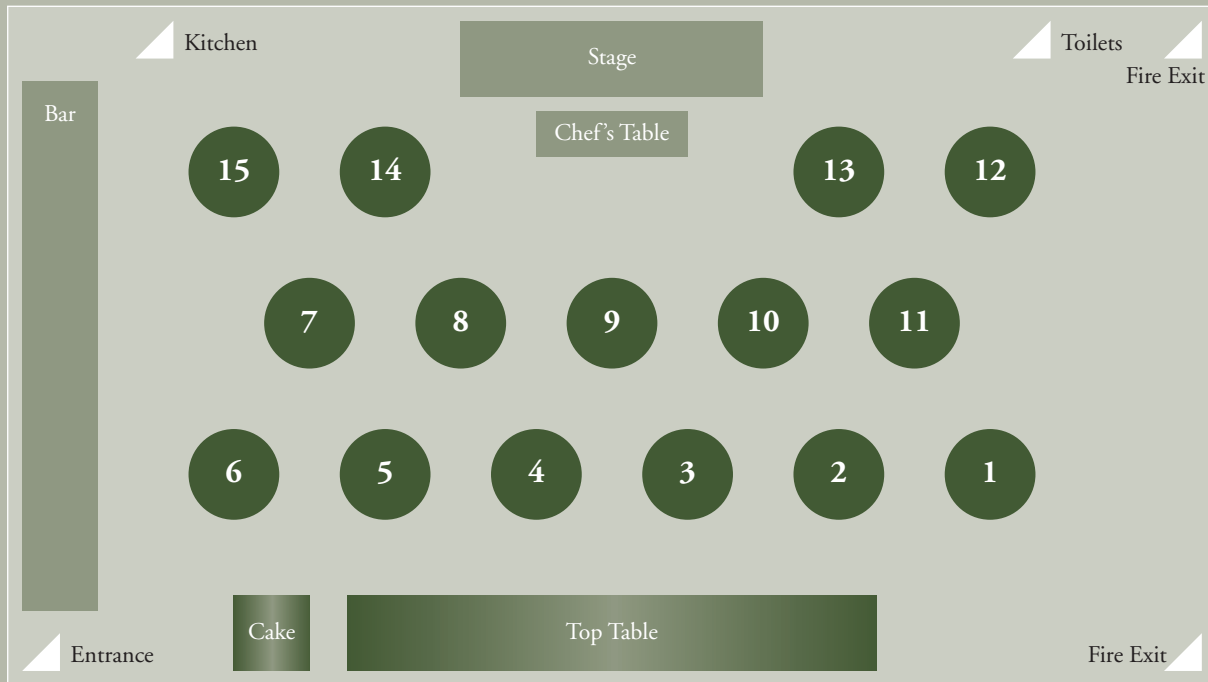 Kitchen
Stage
Toilets
Fire Exit
Bar
Chef’s Table
15
14
13
12
7
8
9
10
11
6
5
4
3
2
1
Cake
Top Table
Entrance
Fire Exit